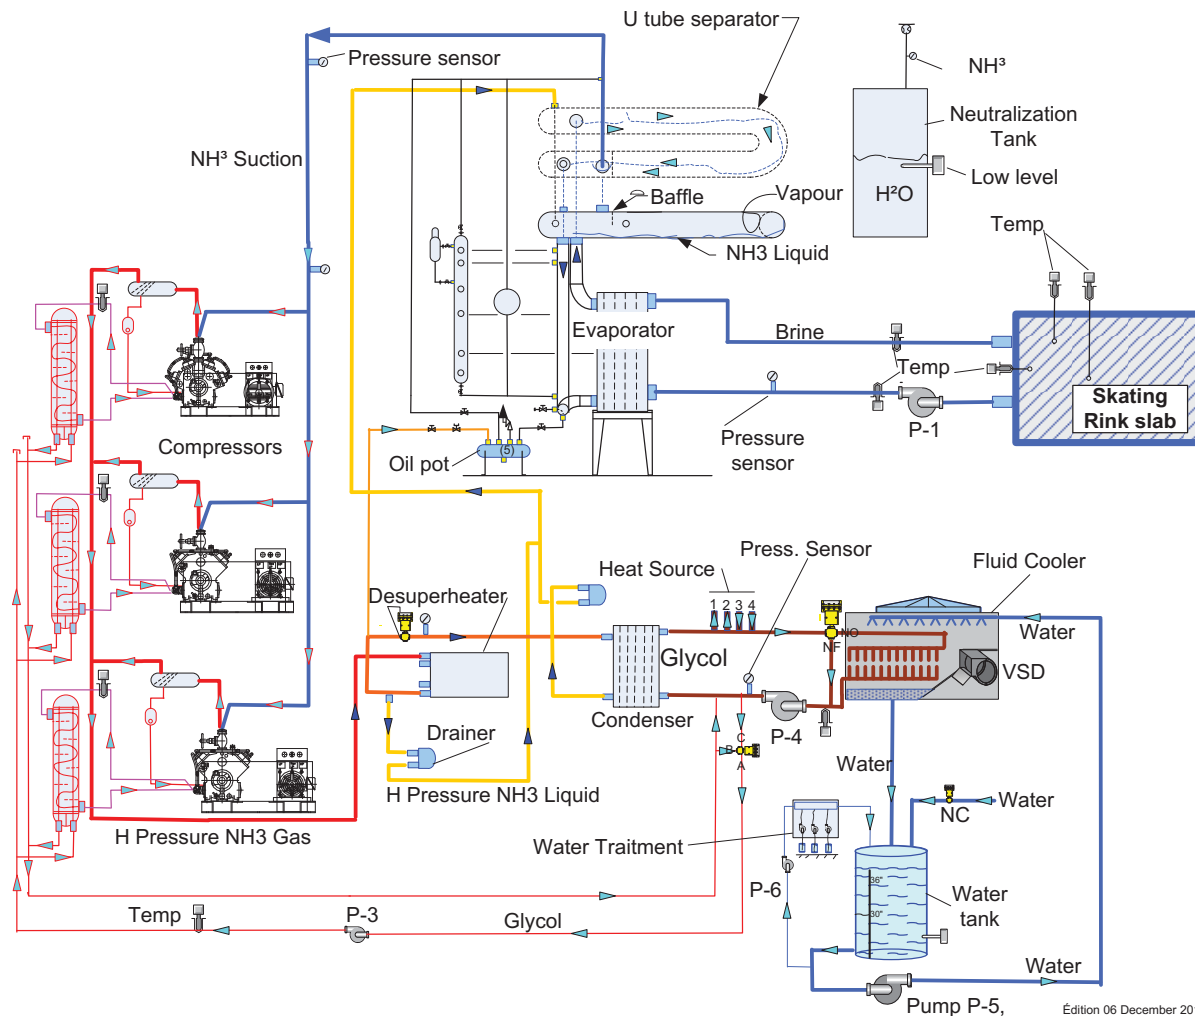 U tube separator
Pressure sensor
NH³
Neutralization
Tank
NH³ Suction
Low level
H²O
Baffle
Vapour
NH3 Liquid
Temp
Evaporator
Brine
Temp
Skating
Rink slab
P-1
Compressors
Pressure
sensor
Oil pot
(5)
Press. Sensor
Heat Source
Fluid Cooler
Desuperheater
1 2 3 4
NO
NF
Water
Glycol
VSD
Condenser
P-4
Drainer
C
B
A
H Pressure NH3 Liquid
Water
Water
NC
H Pressure NH3 Gas
Water Traitment
P-6
36"
30"
Water
tank
Temp
P-3
Glycol
Water
Pump P-5,
Édition 06 December 201